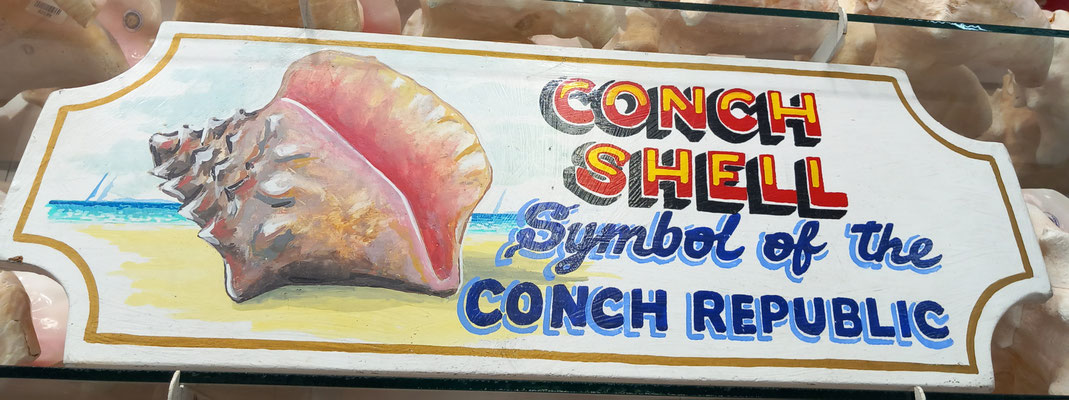 CONCH
SHELL
Symbol of the
CONCH REPUBLIC